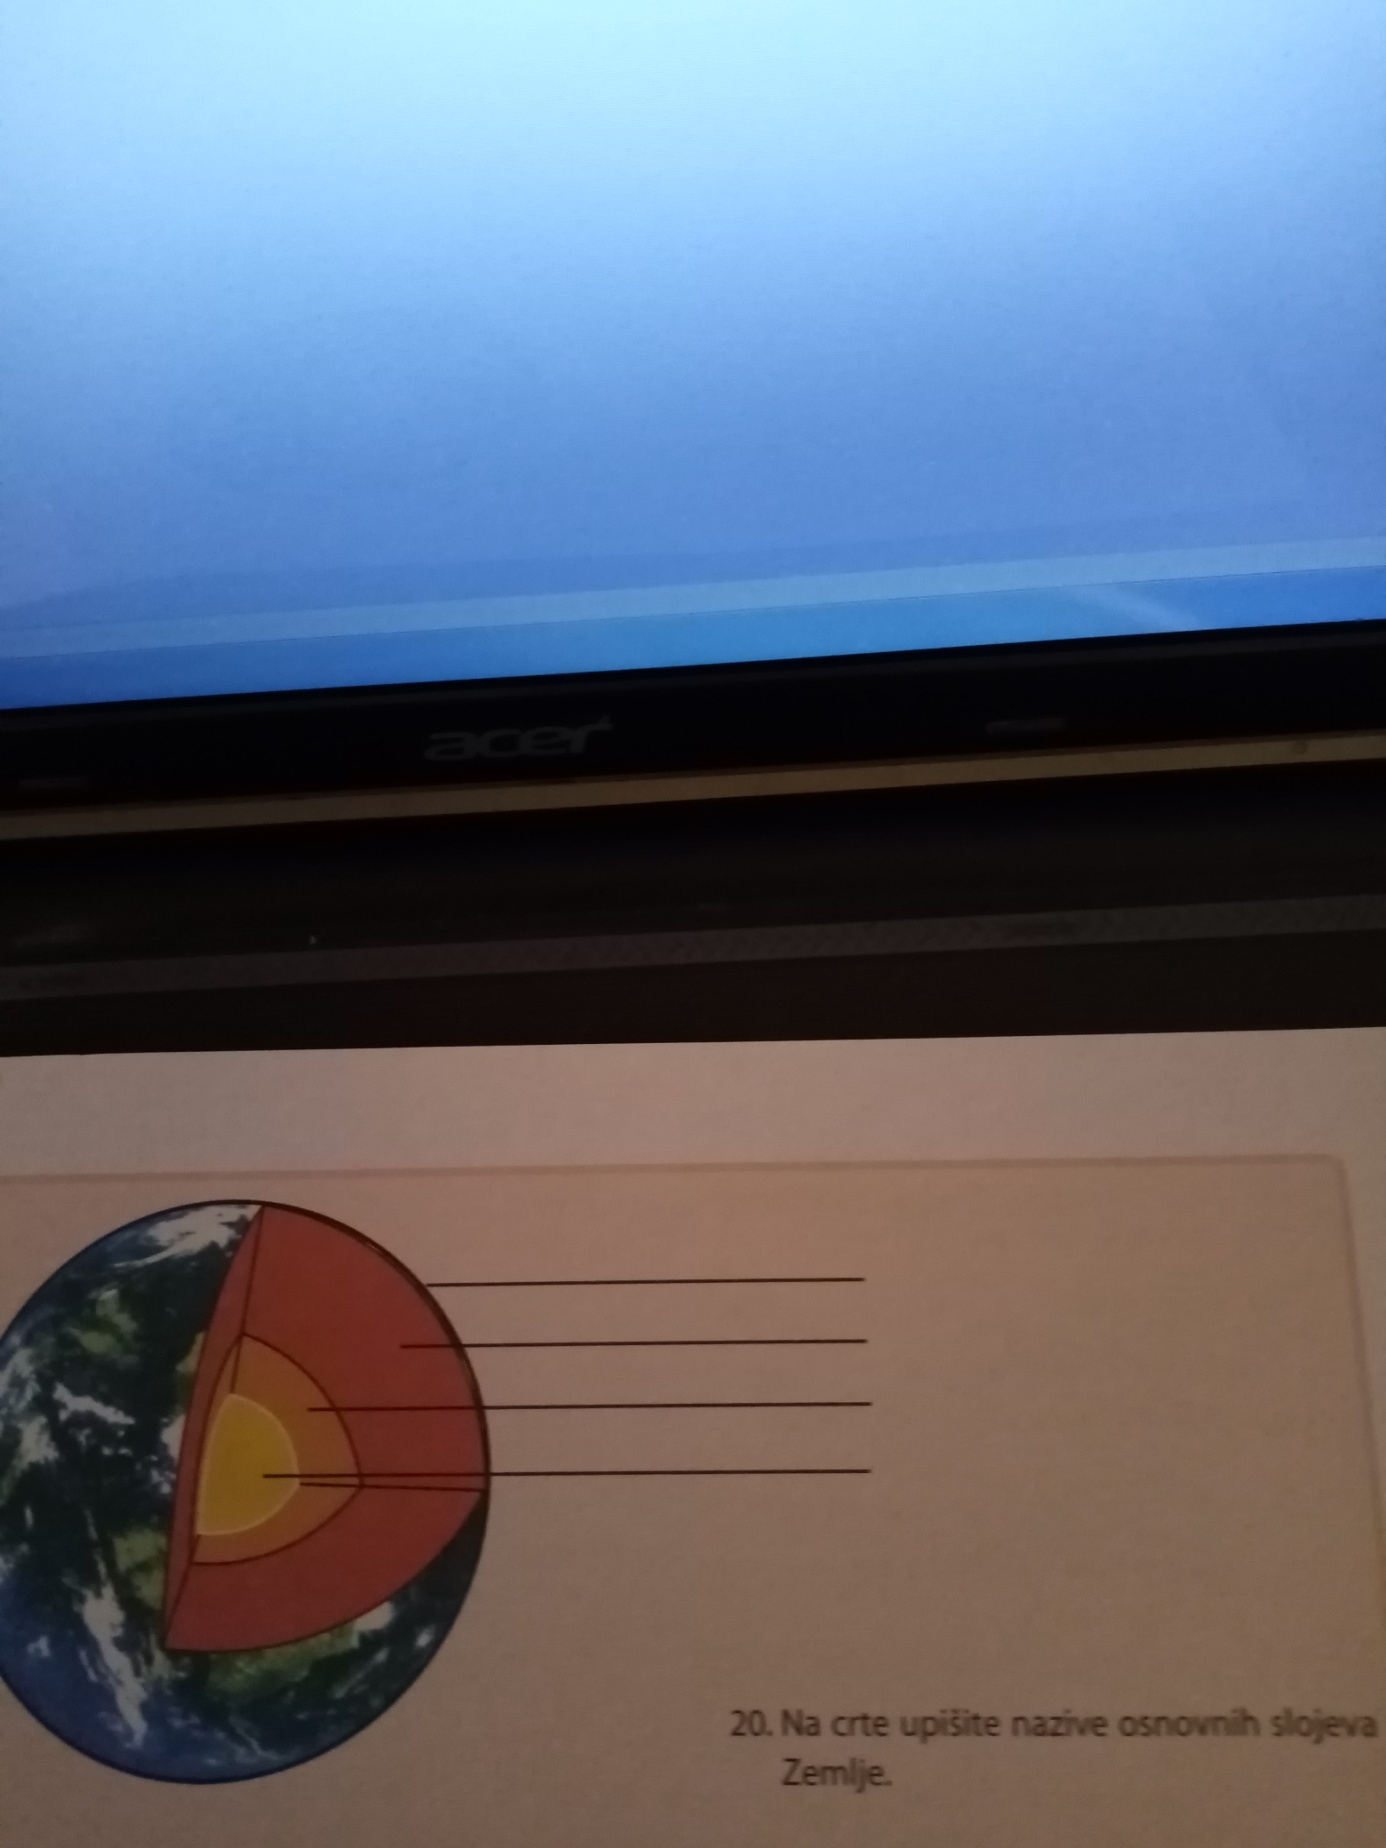 acer
20. Na crte upišite nazive osnovnih slojeva
Zemlje.